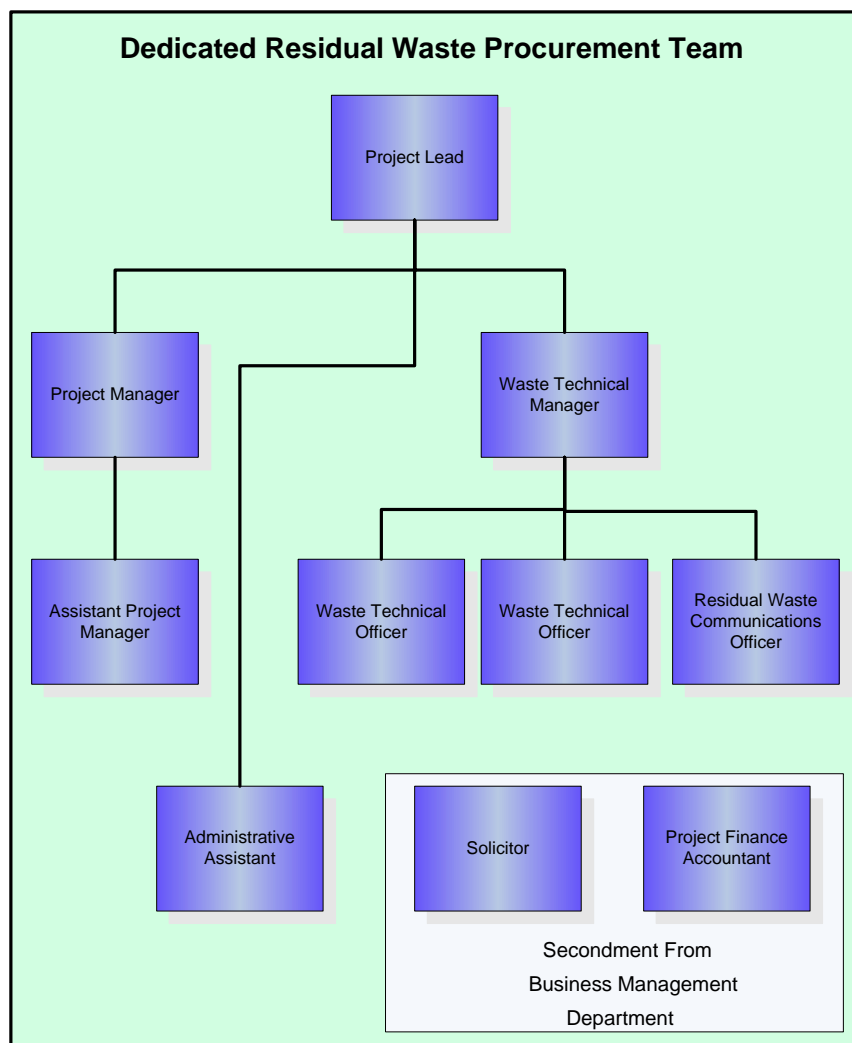 Dedicated Residual Waste Procurement Team
Project Lead
Project Manager
Waste Technical
Manager
Assistant Project
Manager
Waste Technical
Officer
Waste Technical
Officer
Residual Waste
Communications
Officer
Administrative
Assistant
Solicitor
Project Finance
Accountant
Secondment From
Business Management
Department